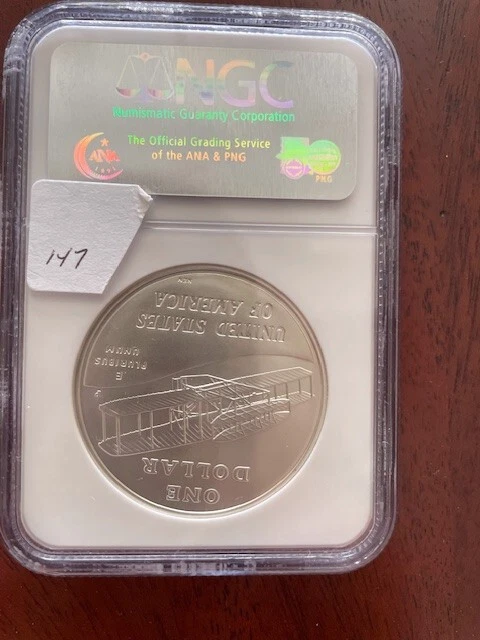 NGC
Numismatic Guaranty Corporation
The Official Grading Service
of the ANA & PNG
ANA
1891
PNG
147
UNITED STATES
OF AMERICA
E
PLURIBUS
UNUM
ONE
DOLLAR